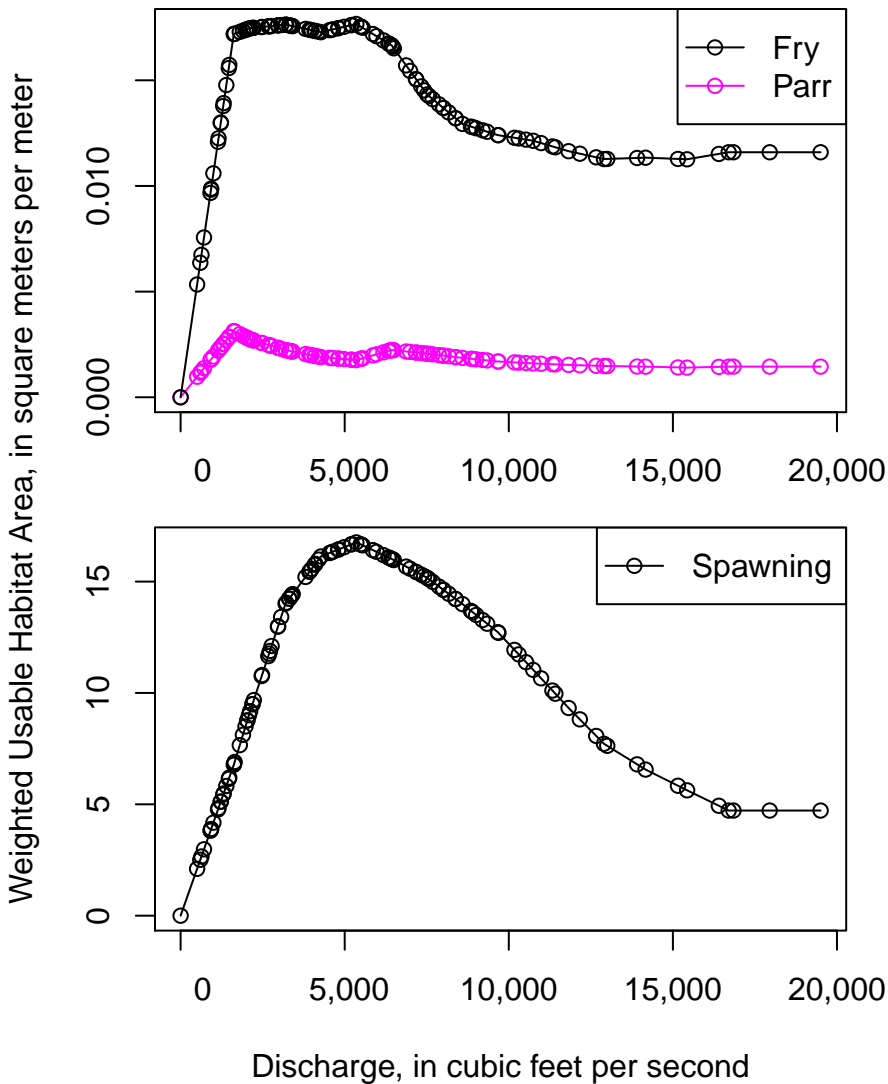 Weighted Usable Habitat Area, in square meters per meter
0.010
0.000
Fry
Parr
0 5,000 10,000 15,000 20,000
15
10
5
0
Spawning
0 5,000 10,000 15,000 20,000
Discharge, in cubic feet per second